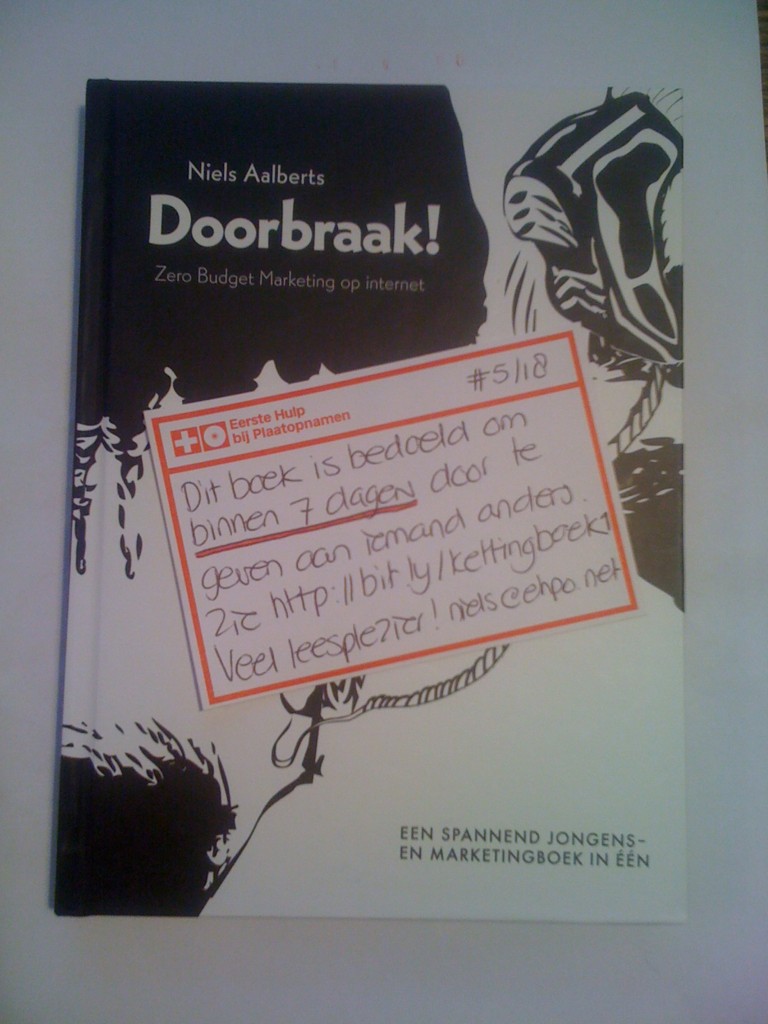 Niels Aalberts
Doorbraak!
Zero Budget Marketing op internet
#5/18
Eerste Hulp
bij Plaatopnamen
Dit boek is bedoeld om
binnen 7 dagen door te
geven aan iemand anders.
Zie http://bit.ly/kettingboek1
Veel leesplezier! niels@ehpo.net
EEN SPANNEND JONGENS-
EN MARKETINGBOEK IN ÉÉN